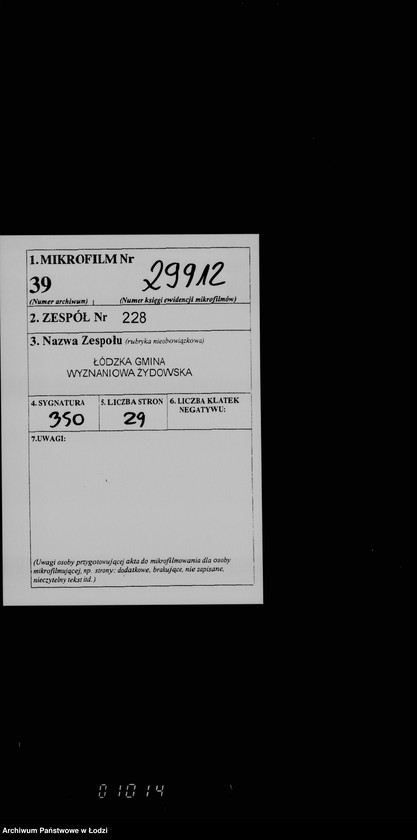 1. MIKROFILM Nr
39 29912
(Numer archiwum) (Numer księgi ewidencji mikrofilmów)
2. ZESPÓŁ Nr 228
3. Nazwa Zespołu (rubryka nieobowiązkowa)
ŁÓDZKA GMINA
WYZNANIOWA ŻYDOWSKA
4. SYGNATURA 5. LICZBA STRON 6. LICZBA KLATEK
NEGATYWU:
350 29
7.UWAGI:
(Uwagi osoby przygotowującej akta do mikrofilmowania dla osoby
mikrofilmującej, np. strony: dodatkowe, brakujące, nie zapisane,
nieczytelny tekst itd.)
01014
Archiwum Państwowe w Łodzi